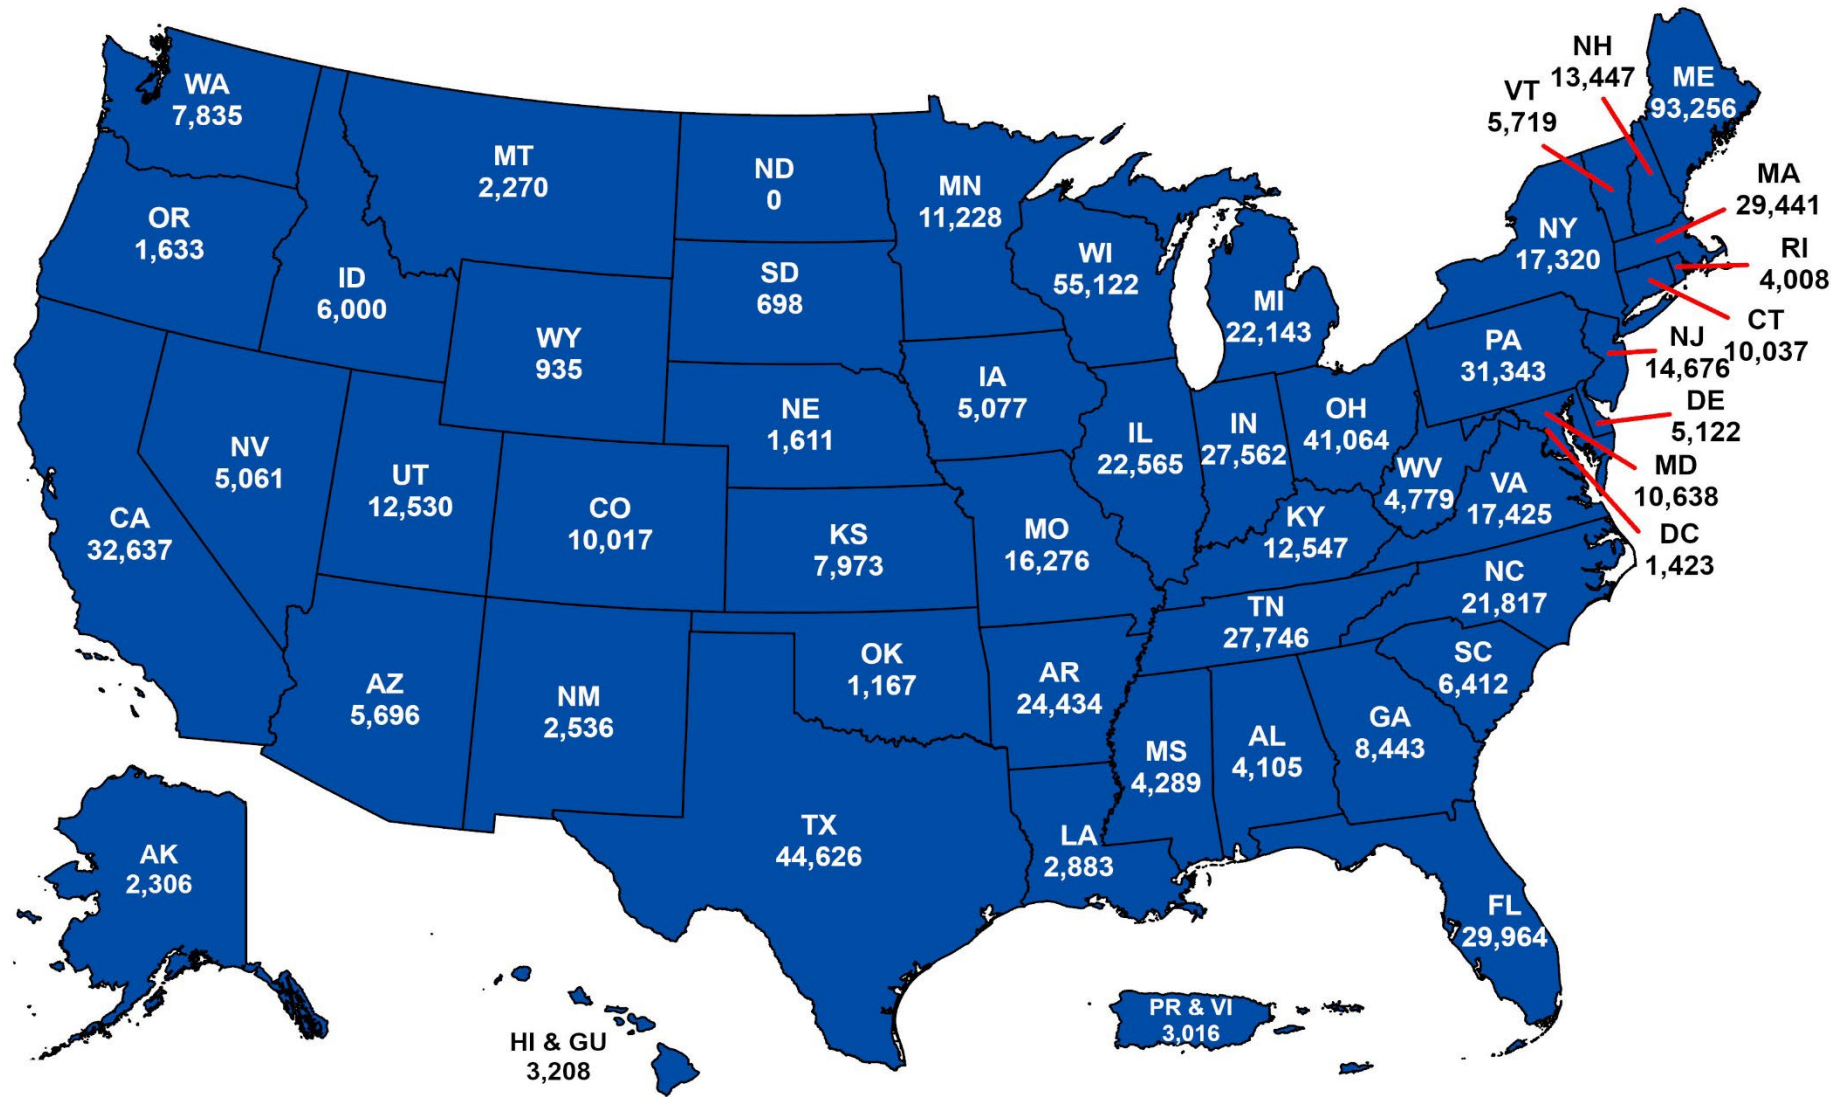 NH
13,447
ME
93,256
VT
5,719
WA
7,835
MT
2,270
ND
0
MN
11,228
MA
29,441
OR
1,633
ID
6,000
SD
698
WI
55,122
NY
17,320
RI
4,008
MI
22,143
WY
935
PA
31,343
CT
10,037
NJ
14,676
IA
5,077
NE
1,611
OH
41,064
DE
5,122
NV
5,061
UT
12,530
IL
22,565
IN
27,562
WV
4,779
VA
17,425
MD
10,638
CA
32,637
CO
10,017
KS
7,973
MO
16,276
KY
12,547
DC
1,423
NC
21,817
TN
27,746
AZ
5,696
NM
2,536
OK
1,167
AR
24,434
SC
6,412
MS
4,289
AL
4,105
GA
8,443
TX
44,626
LA
2,883
AK
2,306
FL
29,964
HI & GU
3,208
PR & VI
3,016